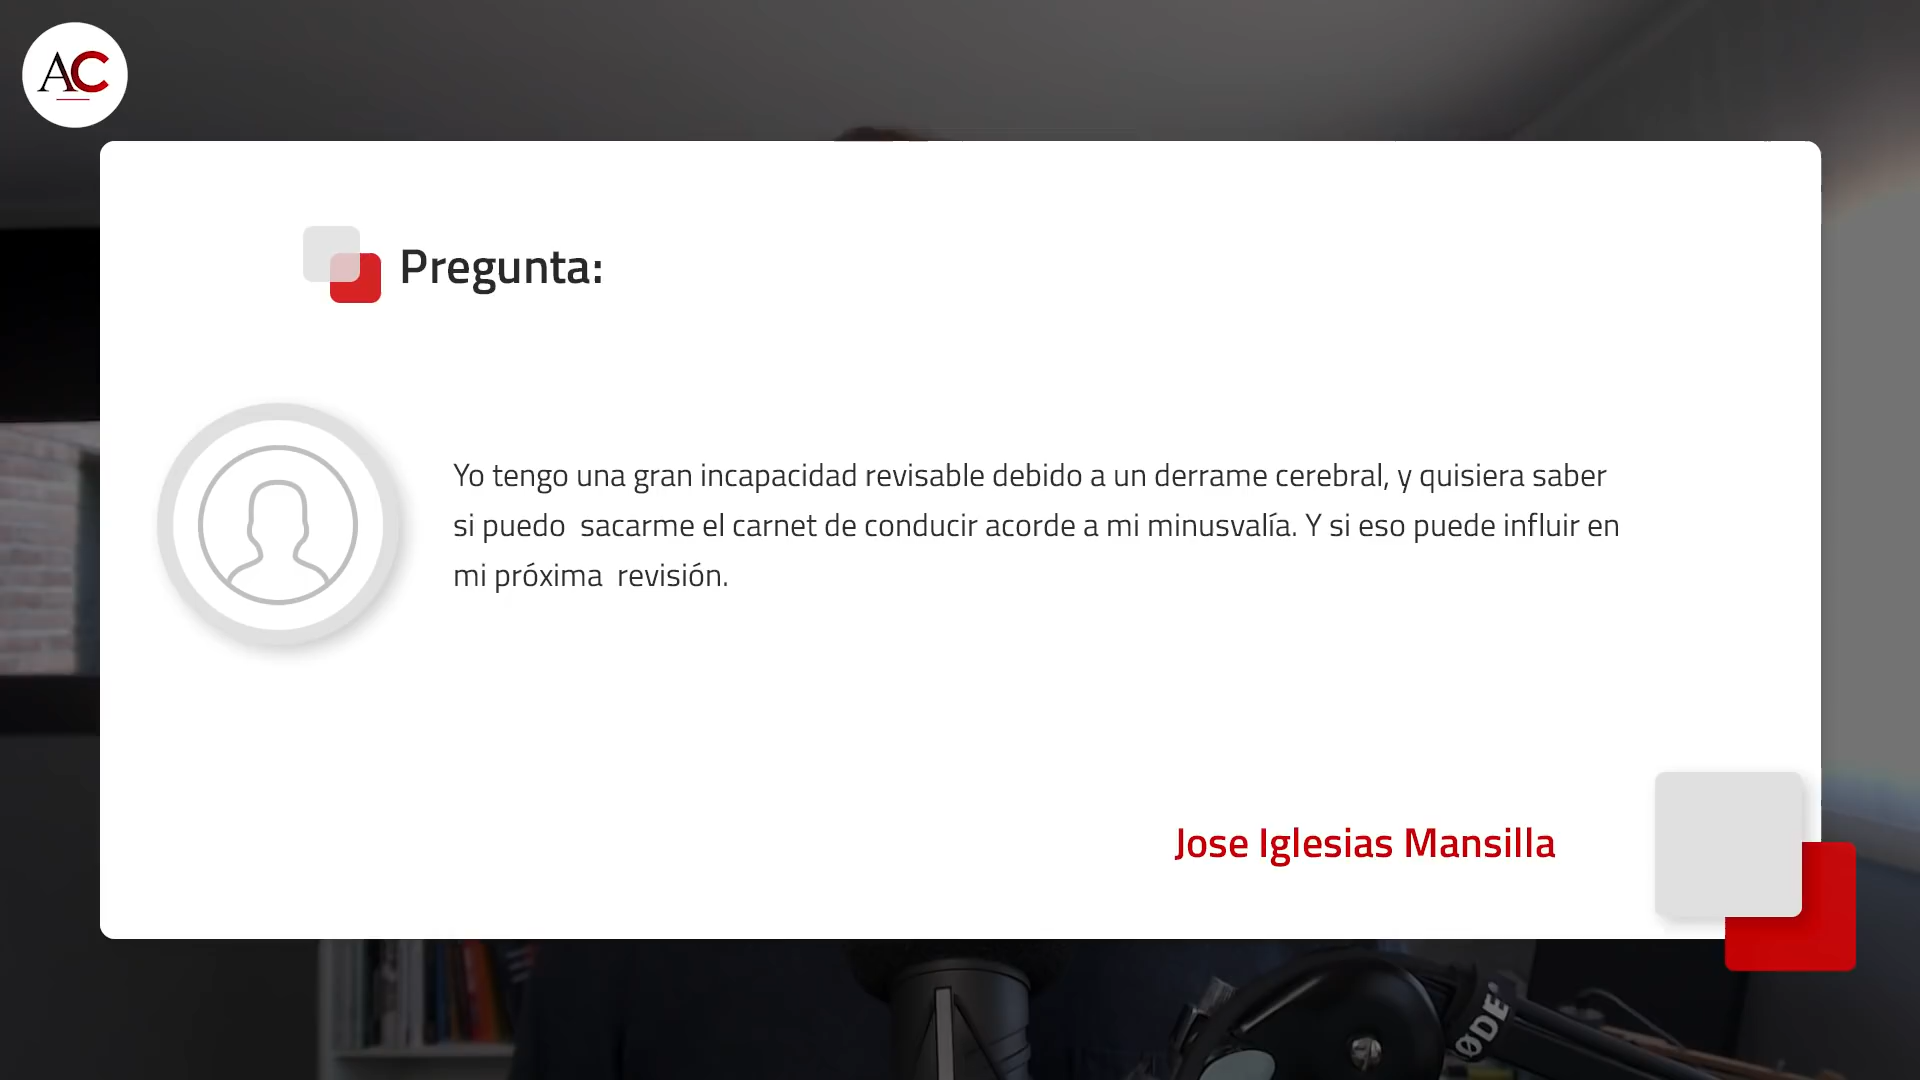 AC
Pregunta:
Yo tengo una gran incapacidad revisable debido a un derrame cerebral, y quisiera saber
si puedo  sacarme el carnet de conducir acorde a mi minusvalía. Y si eso puede influir en
mi próxima  revisión.
Jose Iglesias Mansilla
RØDE